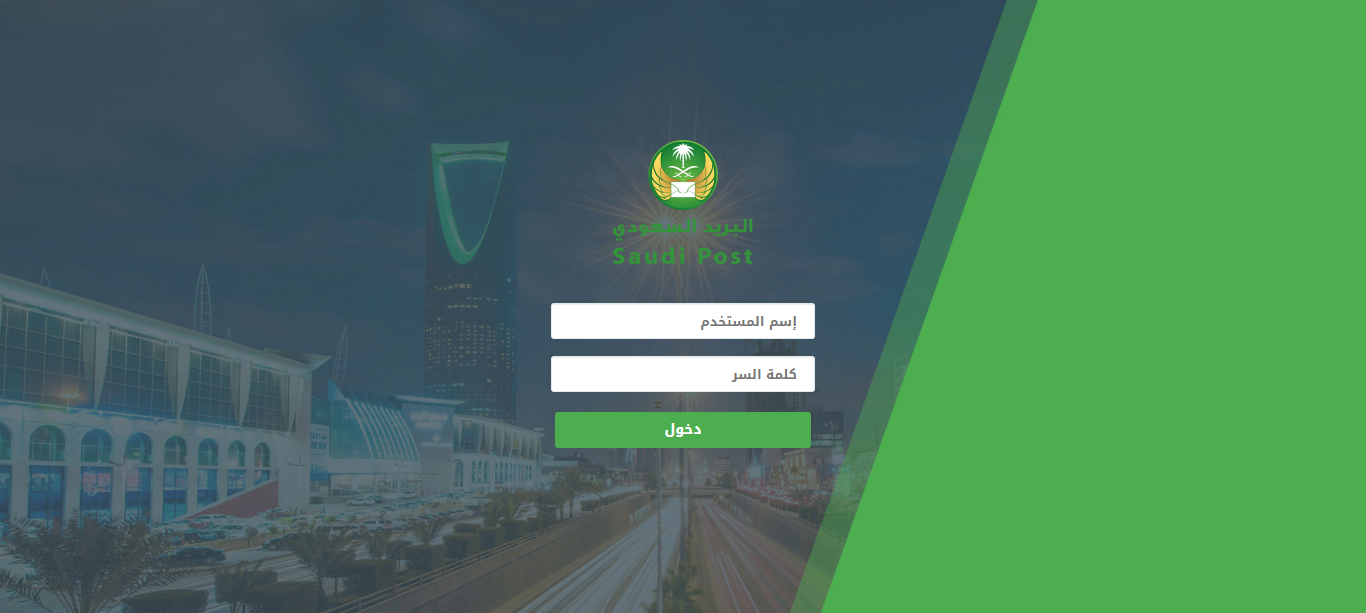 البريد السعودي
Saudi Post
إسم المستخدم
كلمة السر
دخول